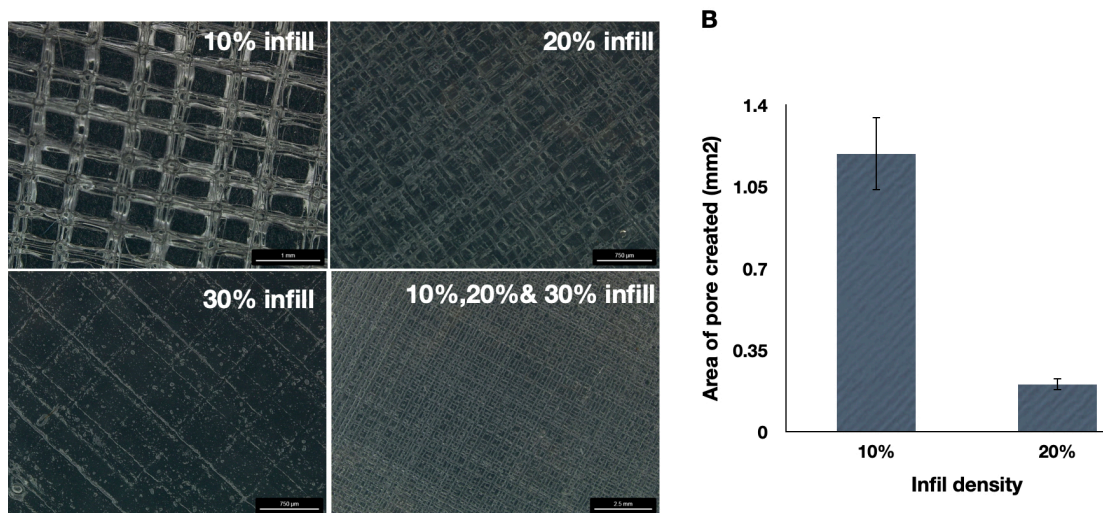 10% infill
20% infill
1 mm
750 µm
30% infill
10%,20%& 30% infill
750 µm
2.5 mm
B
Area of pore created (mm2)
1.4
1.05
0.7
0.35
0
10%
20%
Infil density